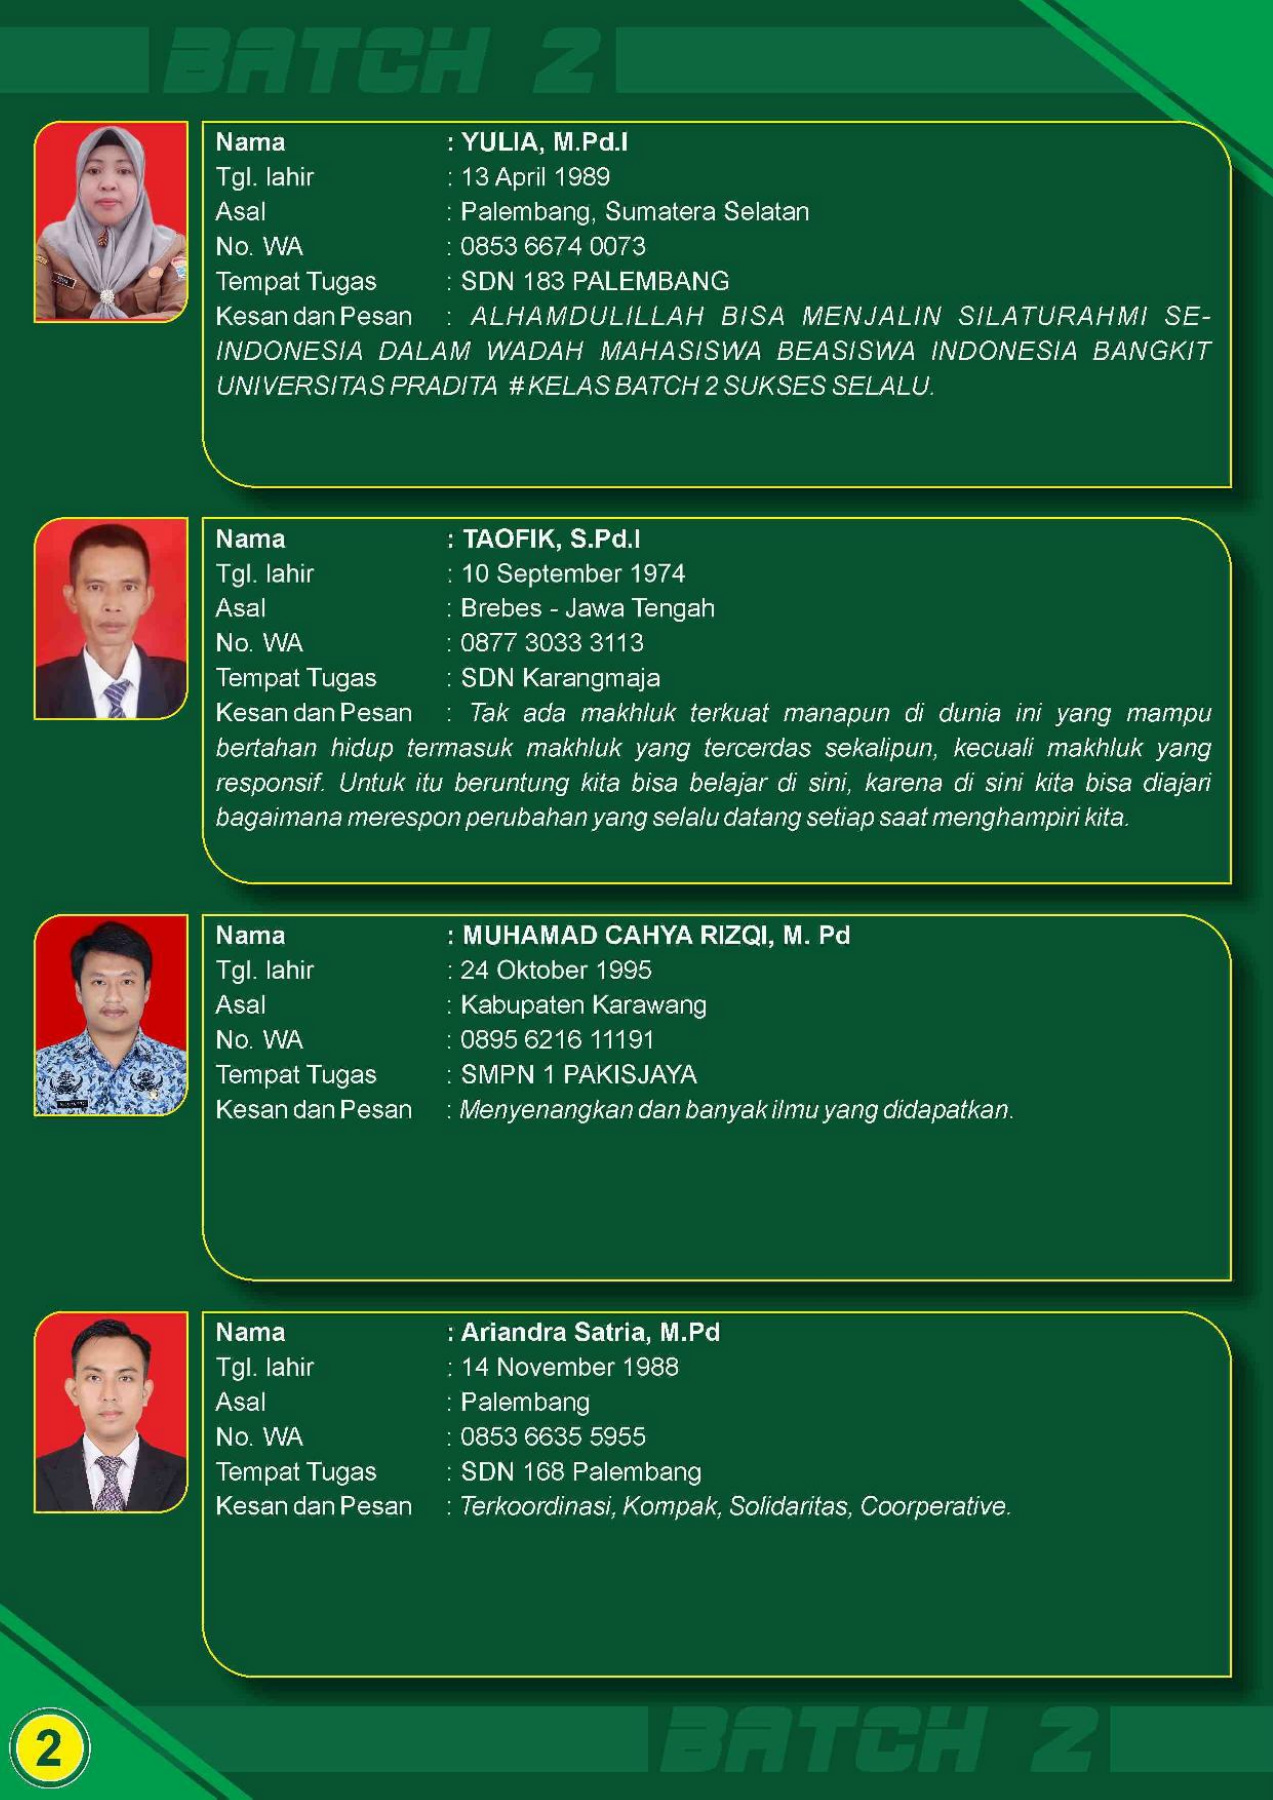 BATCH 2
Nama : YULIA, M.Pd.I
Tgl. lahir : 13 April 1989
Asal : Palembang, Sumatera Selatan
No. WA : 0853 6674 0073
Tempat Tugas : SDN 183 PALEMBANG
Kesan dan Pesan : ALHAMDULILLAH BISA MENJALIN SILATURAHMI SE-
INDONESIA DALAM WADAH MAHASISWA BEASISWA INDONESIA BANGKIT
UNIVERSITAS PRADITA # KELAS BATCH 2 SUKSES SELALU.
Nama : TAOFIK, S.Pd.I
Tgl. lahir : 10 September 1974
Asal : Brebes - Jawa Tengah
No. WA : 0877 3033 3113
Tempat Tugas : SDN Karangmaja
Kesan dan Pesan : Tak ada makhluk terkuat manapun di dunia ini yang mampu
bertahan hidup termasuk makhluk yang tercerdas sekalipun, kecuali makhluk yang
responsif. Untuk itu beruntung kita bisa belajar di sini, karena di sini kita bisa diajari
bagaimana merespon perubahan yang selalu datang setiap saat menghampiri kita.
Nama : MUHAMAD CAHYA RIZQI, M. Pd
Tgl. lahir : 24 Oktober 1995
Asal : Kabupaten Karawang
No. WA : 0895 6216 11191
Tempat Tugas : SMPN 1 PAKISJAYA
Kesan dan Pesan : Menyenangkan dan banyak ilmu yang didapatkan.
Nama : Ariandra Satria, M.Pd
Tgl. lahir : 14 November 1988
Asal : Palembang
No. WA : 0853 6635 5955
Tempat Tugas : SDN 168 Palembang
Kesan dan Pesan : Terkoordinasi, Kompak, Solidaritas, Coorperative.
BATCH 2
2